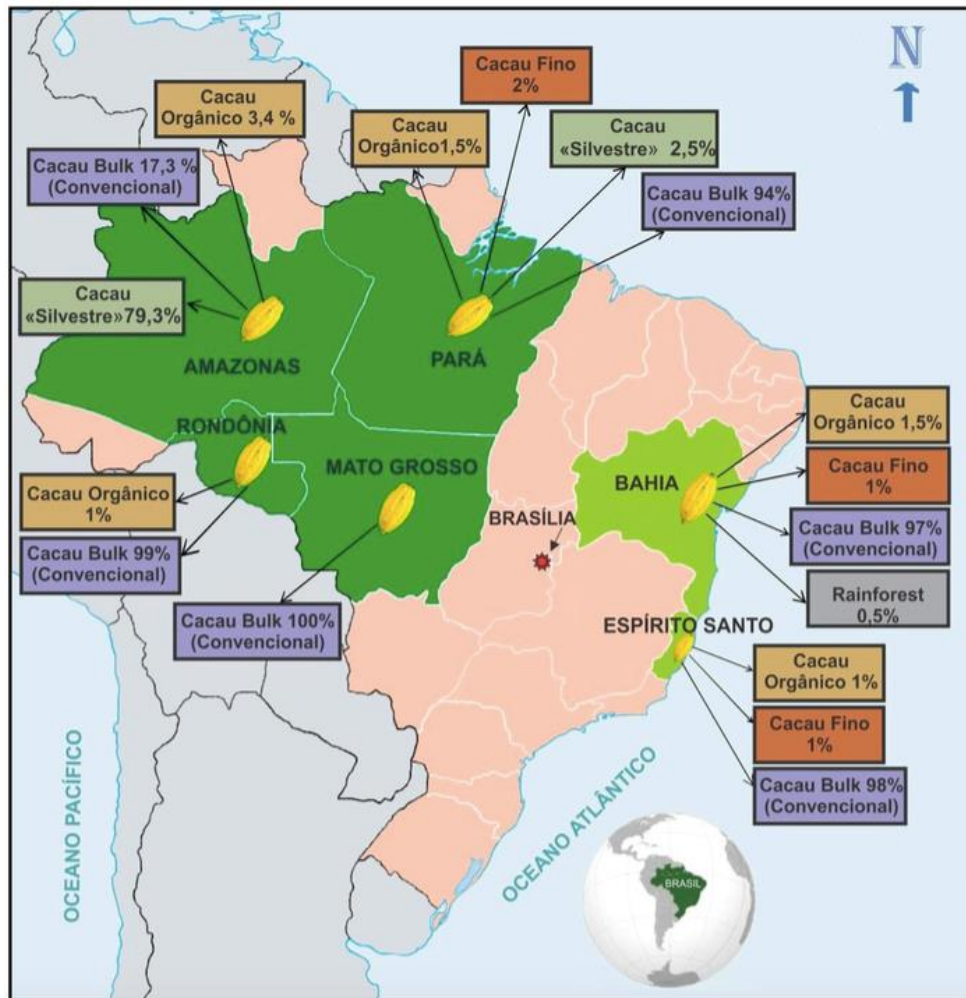 N
Cacau Fino
2%
Cacau
Orgânico 3,4 %
Cacau
Orgânico1,5%
Cacau
«Silvestre» 2,5%
Cacau Bulk 17,3 %
(Convencional)
Cacau Bulk 94%
(Convencional)
Cacau
«Silvestre»79,3%
AMAZONAS
PARÁ
RONDÔNIA
MATO GROSSO
Cacau
Orgânico 1,5%
BAHIA
Cacau Fino
1%
Cacau Orgânico
1%
BRASÍLIA
Cacau Bulk 97%
(Convencional)
Cacau Bulk 99%
(Convencional)
Rainforest
0,5%
Cacau Bulk 100%
(Convencional)
ESPÍRITO SANTO
Cacau
Orgânico 1%
Cacau Fino
1%
Cacau Bulk 98%
(Convencional)
OCEANO PACÍFICO
OCEANO ATLÂNTICO
BRASIL